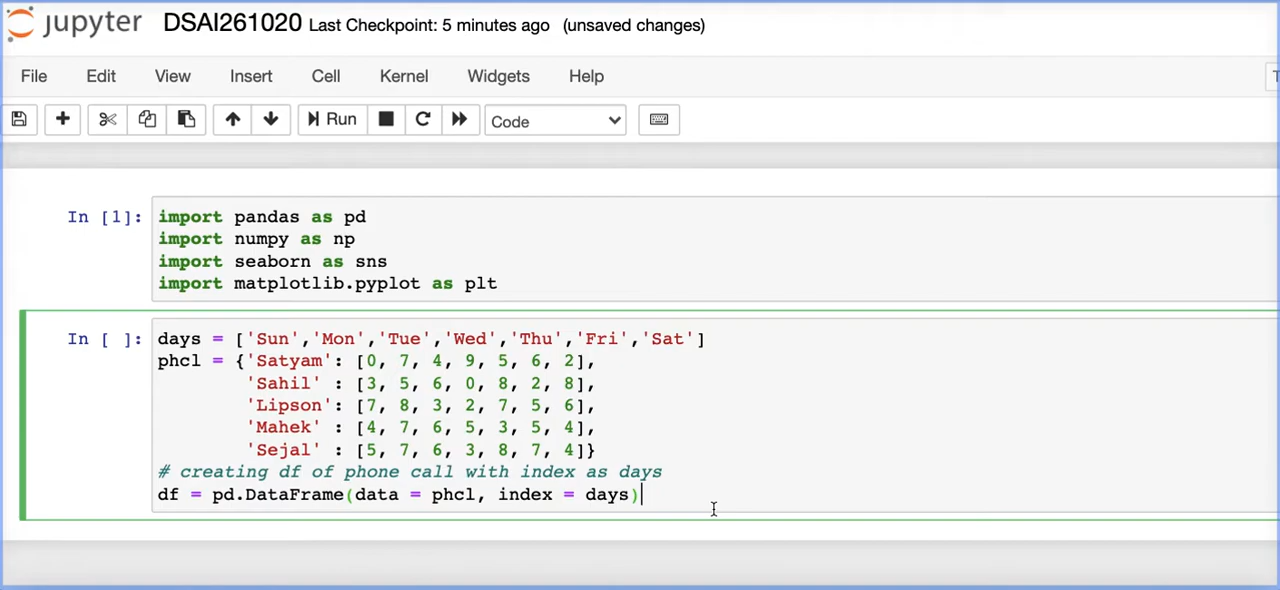 jupyter DSAI261020 Last Checkpoint: 5 minutes ago (unsaved changes)
File Edit View Insert Cell Kernel Widgets Help
T
Run Code
In [1]: import pandas as pd
import numpy as np
import seaborn as sns
import matplotlib.pyplot as plt
In [ ]: days = ['Sun','Mon','Tue','Wed','Thu','Fri','Sat']
phcl = {'Satyam': [0, 7, 4, 9, 5, 6, 2],
'Sahil' : [3, 5, 6, 0, 8, 2, 8],
'Lipson': [7, 8, 3, 2, 7, 5, 6],
'Mahek' : [4, 7, 6, 5, 3, 5, 4],
'Sejal' : [5, 7, 6, 3, 8, 7, 4]}
# creating df of phone call with index as days
df = pd.DataFrame(data = phcl, index = days)